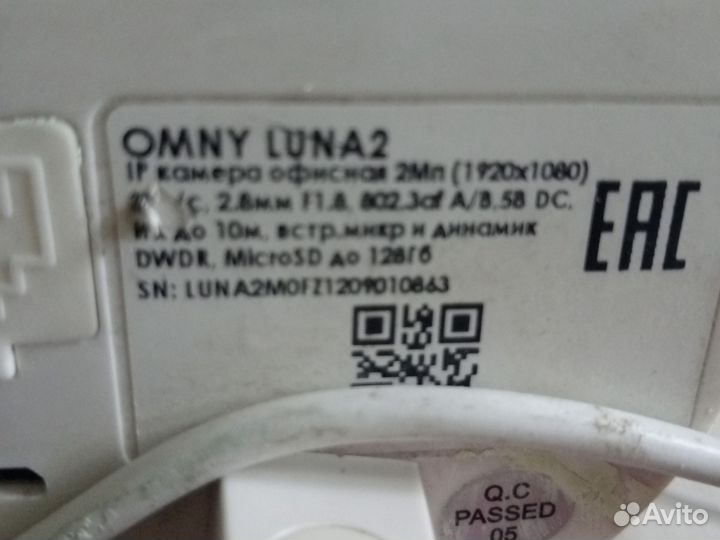 OMNY LUNA2
IP камера офисная 2Мп (1920x1080)
2.8мм F1.8, 802.3af A/B.5B DC,
до 10м, встр.микр и динамик
DWDR, MicroSD до 128Гб
SN: LUNA2M0FZ1209010863
EAC
Q.C
PASSED
05
Avito